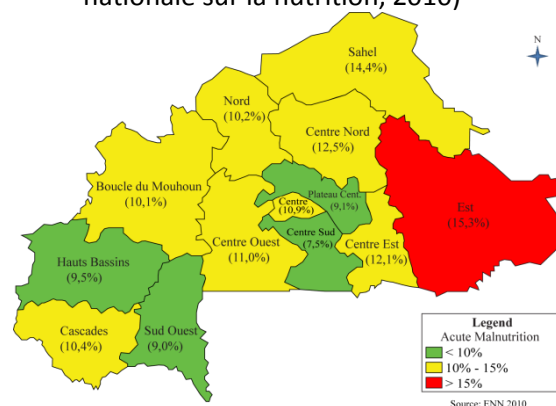 nationale sur la nutrition, 2010)
N
Sahel
(14,4%)
Nord
(10,2%)
Centre Nord
(12,5%)
Boucle du Mouhoun
(10,1%)
Plateau Cent.
(9,1%)
Centre
(10,9%)
Est
(15,3%)
Centre Sud
(7,5%)
Centre Ouest
(11,0%)
Centre Est
(12,1%)
Hauts Bassins
(9,5%)
Cascades
(10,4%)
Sud Ouest
(9,0%)
Legend
Acute Malnutrition
< 10%
10% - 15%
> 15%
Source: ENN 2010